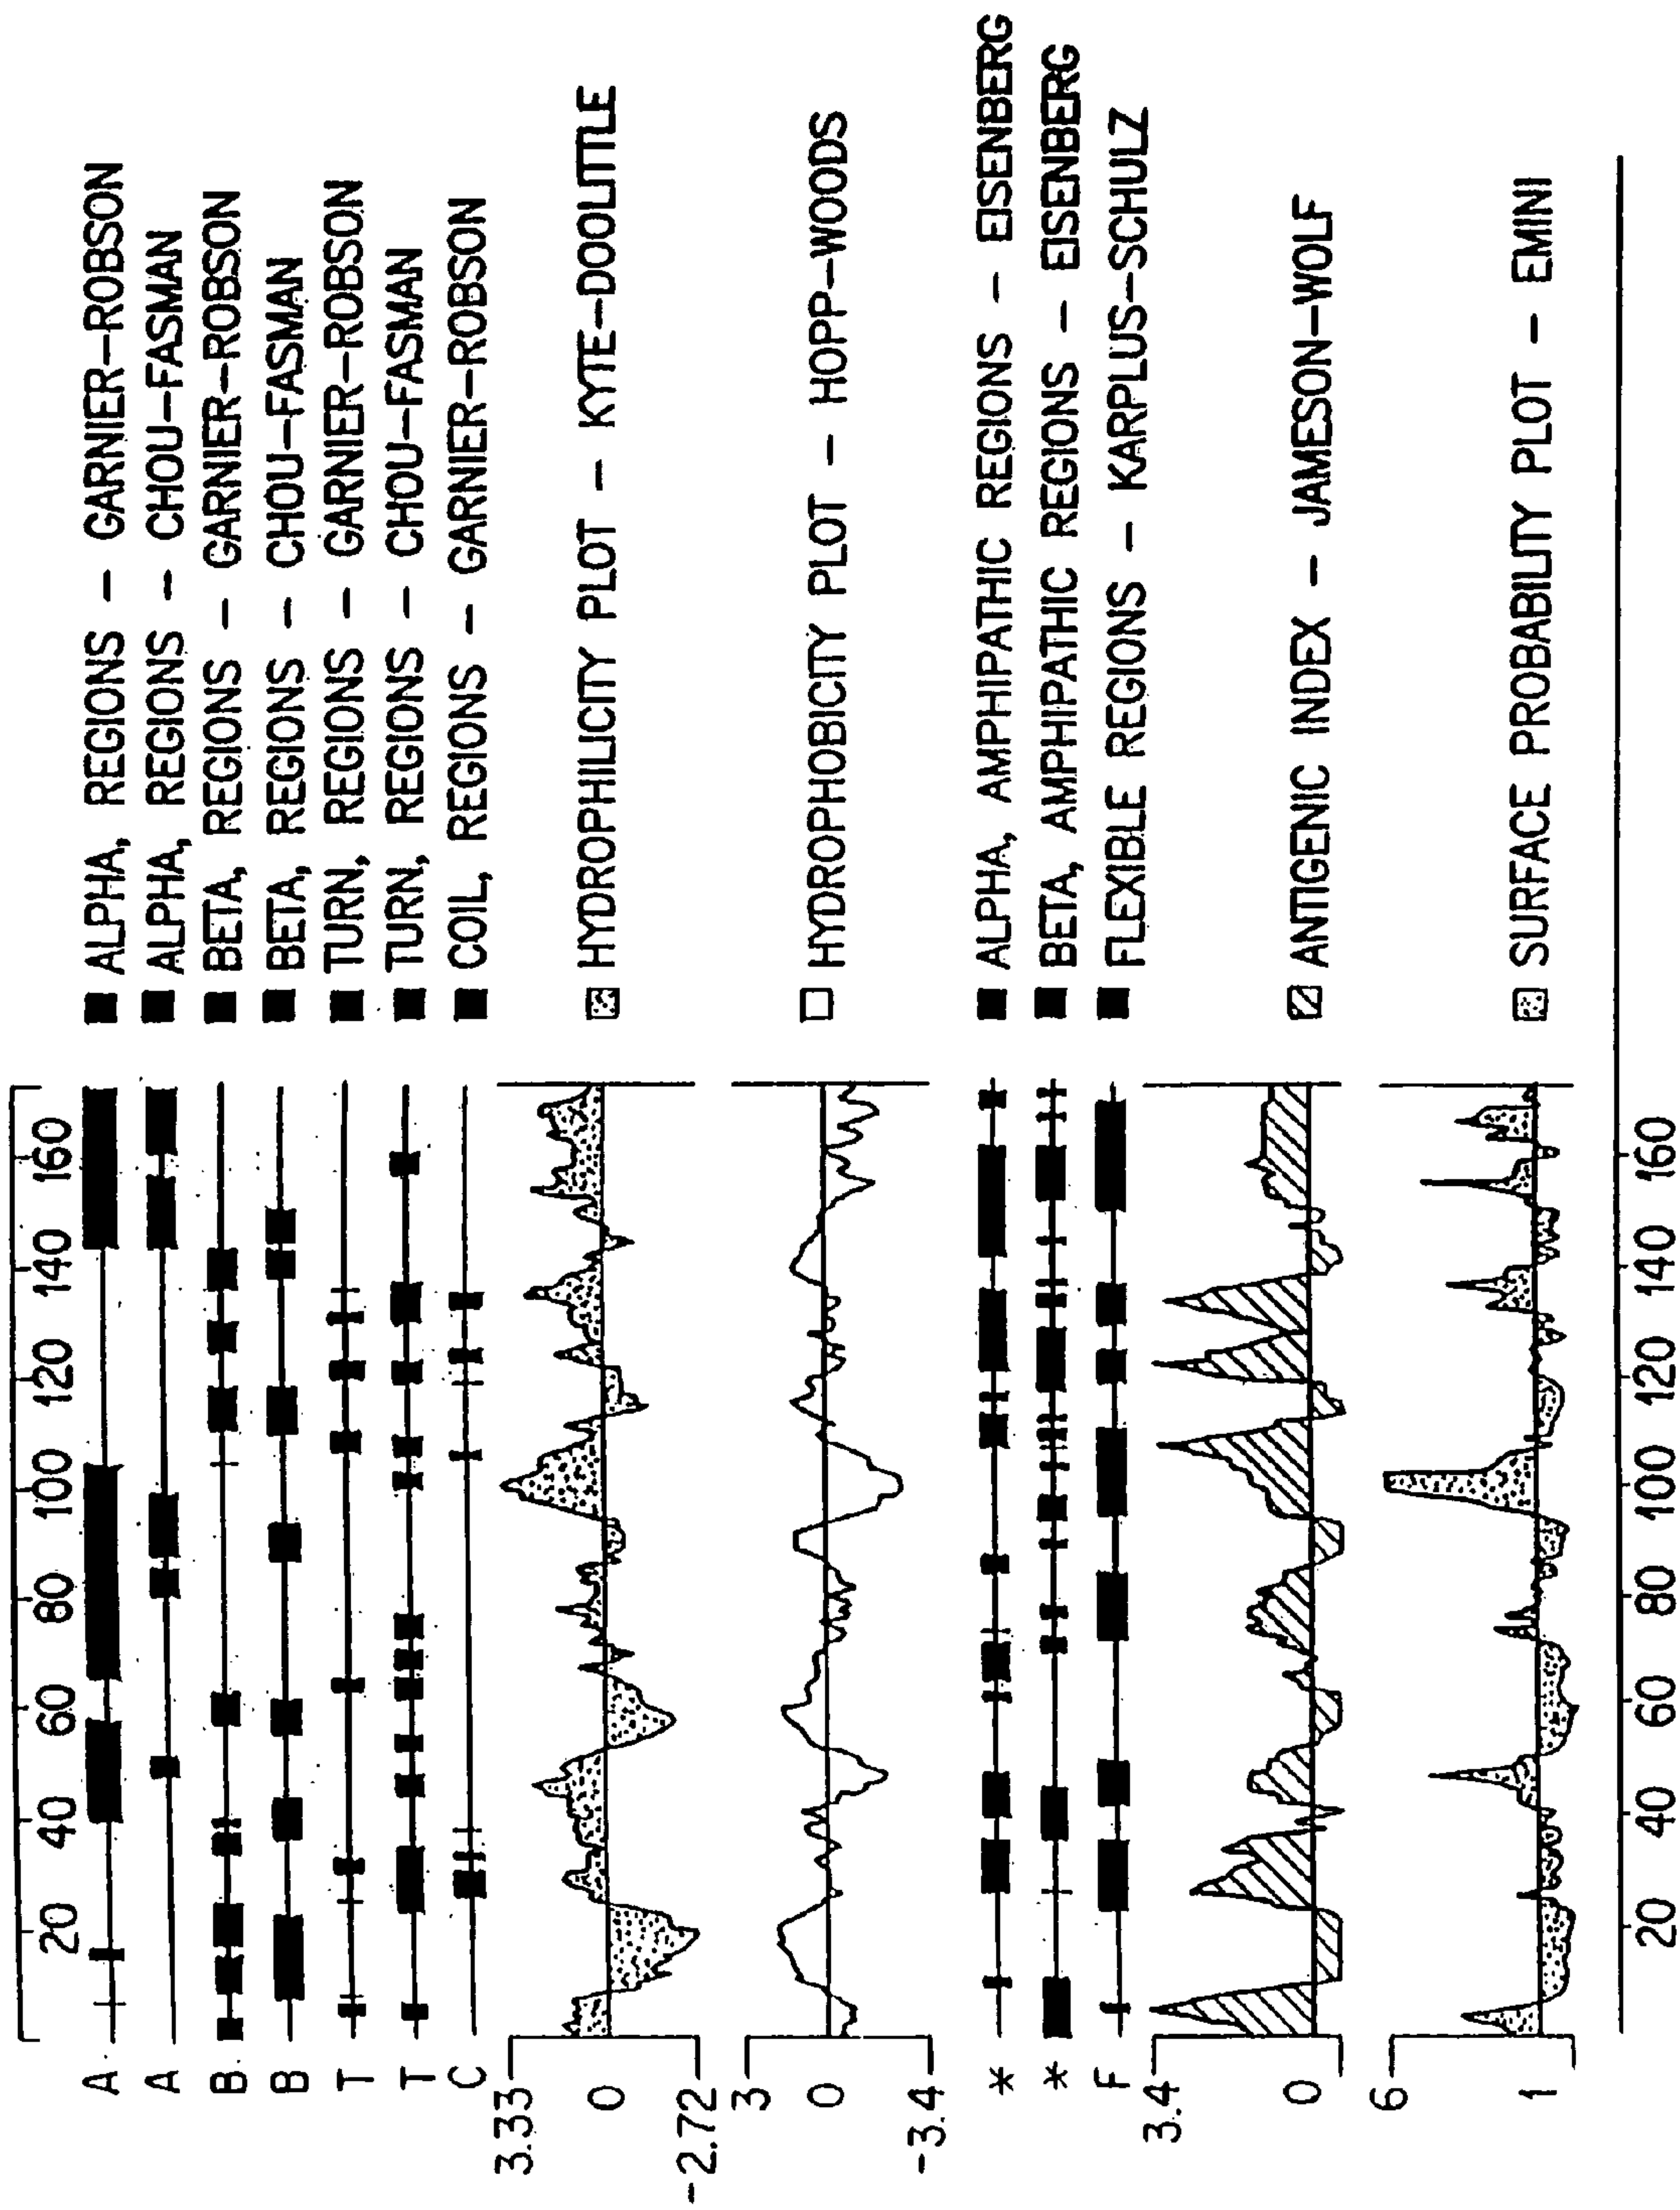 20 40 60 80 100 120 140 160
A ALPHA, REGIONS – GARNIER–ROBSON
A ALPHA, REGIONS – CHOU–FASMAN
B BETA, REGIONS – GARNIER–ROBSON
B BETA, REGIONS – CHOU–FASMAN
T TURN, REGIONS – GARNIER–ROBSON
T TURN, REGIONS – CHOU–FASMAN
C COIL, REGIONS – GARNIER–ROBSON
3.33
0 HYDROPHILICITY PLOT – KYTE–DOOLITTLE
-2.72
3
0 HYDROPHOBICITY PLOT – HOPP–WOODS
-3.4
* ALPHA, AMPHIPATHIC REGIONS – EISENBERG
* BETA, AMPHIPATHIC REGIONS – EISENBERG
F FLEXIBLE REGIONS – KARPLUS–SCHULZ
3.4
0 ANTIGENIC INDEX – JAMESON–WOLF
6
1 SURFACE PROBABILITY PLOT – EMINI
20 40 60 80 100 120 140 160